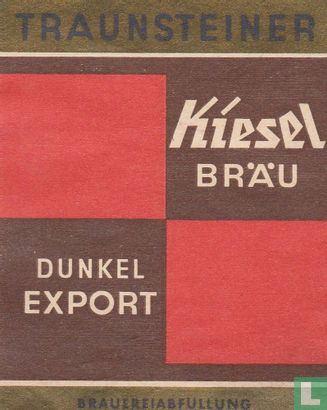 TRAUNSTEINER
Kiesel
BRÄU
DUNKEL
EXPORT
BRAUEREIABFÜLLUNG
L